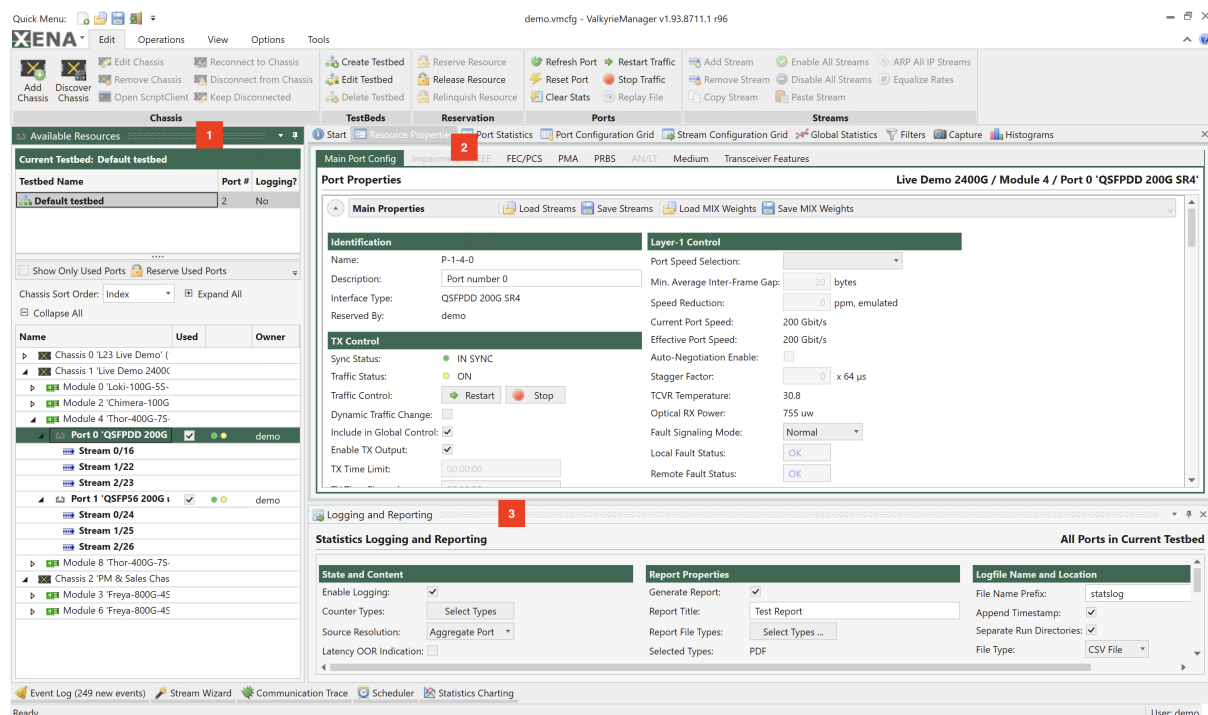 Quick Menu:
demo.vmcfg - ValkyrieManager v1.93.8711.1 r96
XENA Edit Operations View Options Tools
Add Chassis
Discover Chassis
Edit Chassis
Remove Chassis
Open ScriptClient
Reconnect to Chassis
Disconnect from Chassis
Keep Disconnected
Chassis
Create Testbed
Edit Testbed
Delete Testbed
TestBeds
Reserve Resource
Release Resource
Relinquish Resource
Reservation
Refresh Port
Reset Port
Clear Stats
Restart Traffic
Stop Traffic
Replay File
Ports
Add Stream
Remove Stream
Copy Stream
Enable All Streams
Disable All Streams
Paste Stream
ARP All IP Streams
Equalize Rates
Streams
Available Resources
1
Current Testbed: Default testbed
Testbed Name Port # Logging?
Default testbed 2 No
Show Only Used Ports Reserve Used Ports
Chassis Sort Order: Index Expand All
Collapse All
Name Used Owner
Chassis 0 'L23 Live Demo' (
Chassis 1 'Live Demo 2400
Module 0 'Loki-100G-5S-
Module 2 'Chimera-100G
Module 4 'Thor-400G-7S-
Port 0 'QSFPDD 200G demo
Stream 0/16
Stream 1/22
Stream 2/23
Port 1 'QSFP56 200G demo
Stream 0/24
Stream 1/25
Stream 2/26
Module 8 'Thor-400G-7S-
Chassis 2 'PM & Sales Chas
Module 3 'Freya-800G-4S
Module 6 'Freya-800G-4S
Start Resource Properties Port Statistics Port Configuration Grid Stream Configuration Grid Global Statistics Filters Capture Histograms
2
Main Port Config FEC/PCS PMA PRBS AN/LT Medium Transceiver Features
Port Properties
Live Demo 2400G / Module 4 / Port 0 'QSFPDD 200G SR4'
Main Properties Load Streams Save Streams Load MIX Weights Save MIX Weights
Identification
Name: P-1-4-0
Description: Port number 0
Interface Type: QSFPDD 200G SR4
Reserved By: demo
TX Control
Sync Status: IN SYNC
Traffic Status: ON
Traffic Control: Restart Stop
Dynamic Traffic Change:
Include in Global Control:
Enable TX Output:
TX Time Limit: 00:00:00
Layer-1 Control
Port Speed Selection:
Min. Average Inter-Frame Gap: 20 bytes
Speed Reduction: 0 ppm, emulated
Current Port Speed: 200 Gbit/s
Effective Port Speed: 200 Gbit/s
Auto-Negotiation Enable:
Stagger Factor: 0 x 64 µs
TCVR Temperature: 30.8
Optical RX Power: 755 uw
Fault Signaling Mode: Normal
Local Fault Status: OK
Remote Fault Status: OK
Logging and Reporting
3
Statistics Logging and Reporting
All Ports in Current Testbed
State and Content
Enable Logging:
Counter Types: Select Types
Source Resolution: Aggregate Port
Latency OOR Indication:
Report Properties
Generate Report:
Report Title: Test Report
Report File Types: Select Types ...
Selected Types: PDF
Logfile Name and Location
File Name Prefix: statslog
Append Timestamp:
Separate Run Directories:
File Type: CSV File
Event Log (249 new events) Stream Wizard Communication Trace Scheduler Statistics Charting
Ready
User: demo